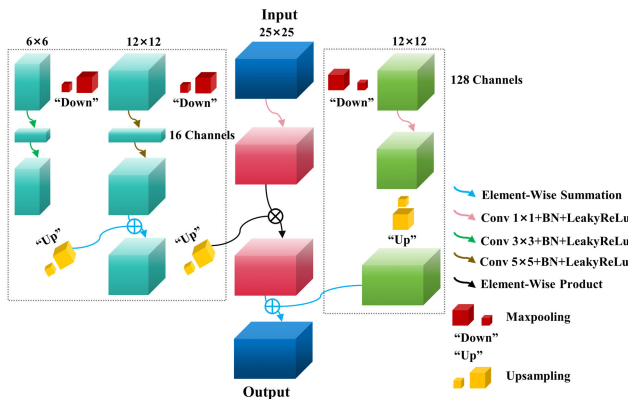 Input
25×25
6×6
12×12
12×12
"Down"
"Down"
"Down"
128 Channels
16 Channels
"Up"
"Up"
"Up"
Element-Wise Summation
Conv 1×1+BN+LeakyReLu
Conv 3×3+BN+LeakyReLu
Conv 5×5+BN+LeakyReLu
Element-Wise Product
Maxpooling
"Down"
"Up"
Upsampling
Output